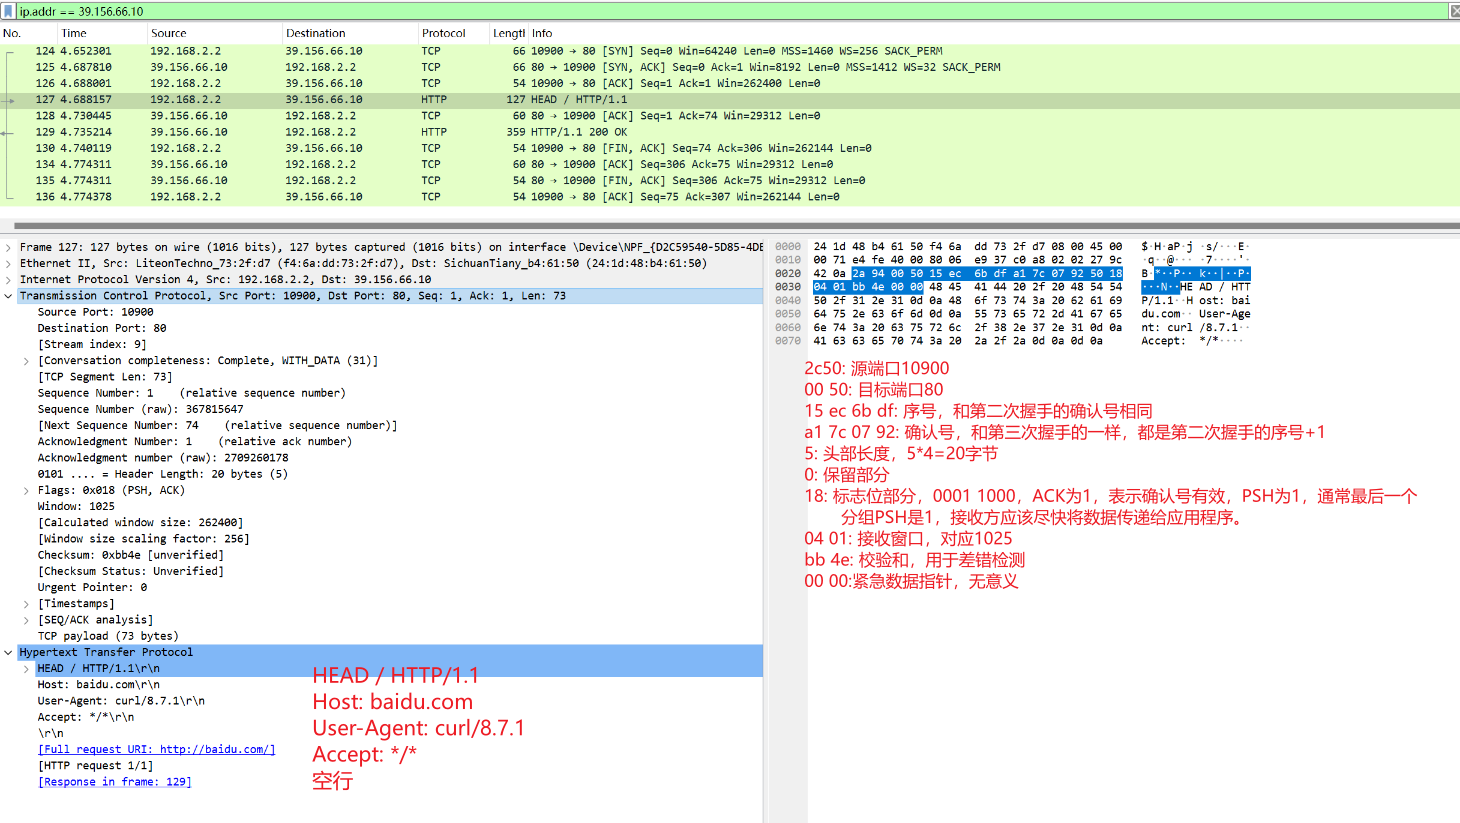 ip.addr == 39.156.66.10
No. Time Source Destination Protocol Lengtl Info
124 4.652301 192.168.2.2 39.156.66.10 TCP 66 10900 → 80 [SYN] Seq=0 Win=64240 Len=0 MSS=1460 WS=256 SACK_PERM
125 4.687810 39.156.66.10 192.168.2.2 TCP 66 80 → 10900 [SYN, ACK] Seq=0 Ack=1 Win=8192 Len=0 MSS=1412 WS=32 SACK_PERM
126 4.688001 192.168.2.2 39.156.66.10 TCP 54 10900 → 80 [ACK] Seq=1 Ack=1 Win=262400 Len=0
127 4.688157 192.168.2.2 39.156.66.10 HTTP 127 HEAD / HTTP/1.1
128 4.730445 39.156.66.10 192.168.2.2 TCP 60 80 → 10900 [ACK] Seq=1 Ack=74 Win=29312 Len=0
129 4.735214 39.156.66.10 192.168.2.2 HTTP 359 HTTP/1.1 200 OK
130 4.740119 192.168.2.2 39.156.66.10 TCP 54 10900 → 80 [FIN, ACK] Seq=74 Ack=306 Win=262144 Len=0
134 4.774311 39.156.66.10 192.168.2.2 TCP 60 80 → 10900 [ACK] Seq=306 Ack=75 Win=29312 Len=0
135 4.774311 39.156.66.10 192.168.2.2 TCP 54 80 → 10900 [FIN, ACK] Seq=306 Ack=75 Win=29312 Len=0
136 4.774378 192.168.2.2 39.156.66.10 TCP 54 10900 → 80 [ACK] Seq=75 Ack=307 Win=262144 Len=0
Frame 127: 127 bytes on wire (1016 bits), 127 bytes captured (1016 bits) on interface \Device\NPF_{D2C59540-5D85-4DE
Ethernet II, Src: LiteonTechno_73:2f:d7 (f4:6a:dd:73:2f:d7), Dst: SichuanTiany_b4:61:50 (24:1d:48:b4:61:50)
Internet Protocol Version 4, Src: 192.168.2.2, Dst: 39.156.66.10
Transmission Control Protocol, Src Port: 10900, Dst Port: 80, Seq: 1, Ack: 1, Len: 73
Source Port: 10900
Destination Port: 80
[Stream index: 9]
[Conversation completeness: Complete, WITH_DATA (31)]
[TCP Segment Len: 73]
Sequence Number: 1 (relative sequence number)
Sequence Number (raw): 367815647
[Next Sequence Number: 74 (relative sequence number)]
Acknowledgment Number: 1 (relative ack number)
Acknowledgment number (raw): 2709260178
0101 .... = Header Length: 20 bytes (5)
Flags: 0x018 (PSH, ACK)
Window: 1025
[Calculated window size: 262400]
[Window size scaling factor: 256]
Checksum: 0xbb4e [unverified]
[Checksum Status: Unverified]
Urgent Pointer: 0
[Timestamps]
[SEQ/ACK analysis]
TCP payload (73 bytes)
Hypertext Transfer Protocol
HEAD / HTTP/1.1\r\n
Host: baidu.com\r\n
User-Agent: curl/8.7.1\r\n
Accept: */*\r\n
\r\n
[Full request URI: http://baidu.com/]
[HTTP request 1/1]
[Response in frame: 129]
HEAD / HTTP/1.1
Host: baidu.com
User-Agent: curl/8.7.1
Accept: */*
空行
0000 24 1d 48 b4 61 50 f4 6a dd 73 2f d7 08 00 45 00 $·H·aP·j ·s/···E·
0010 00 71 e4 fe 40 00 80 06 e9 37 c0 a8 02 02 27 9c ·q··@··· ·7····'·
0020 42 0a 2a 94 00 50 15 ec 6b df a1 7c 07 92 50 18 B·*··P·· k··|··P·
0030 04 01 bb 4e 00 00 48 45 41 44 20 2f 20 48 54 54 ···N··HE AD / HTT
0040 50 2f 31 2e 31 0d 0a 48 6f 73 74 3a 20 62 61 69 P/1.1··H ost: bai
0050 64 75 2e 63 6f 6d 0d 0a 55 73 65 72 2d 41 67 65 du.com·· User-Age
0060 6e 74 3a 20 63 75 72 6c 2f 38 2e 37 2e 31 0d 0a nt: curl /8.7.1··
0070 41 63 63 65 70 74 3a 20 2a 2f 2a 0d 0a 0d 0a Accept: */*····
2c50: 源端口10900
00 50: 目标端口80
15 ec 6b df: 序号，和第二次握手的确认号相同
a1 7c 07 92: 确认号，和第三次握手的一样，都是第二次握手的序号+1
5: 头部长度，5*4=20字节
0: 保留部分
18: 标志位部分，0001 1000，ACK为1，表示确认号有效，PSH为1，通常最后一个
分组PSH是1，接收方应该尽快将数据传递给应用程序。
04 01: 接收窗口，对应1025
bb 4e: 校验和，用于差错检测
00 00:紧急数据指针，无意义